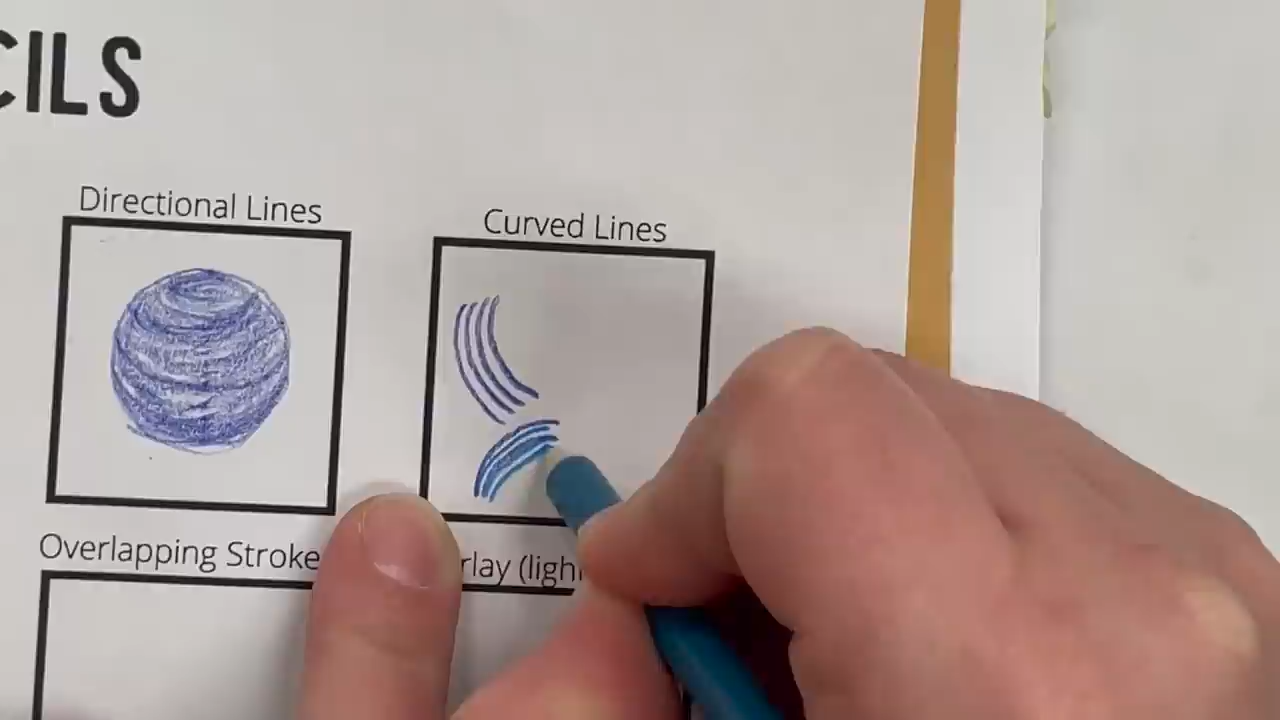 CILS
Directional Lines
Curved Lines
Overlapping Stroke
rlay (ligh